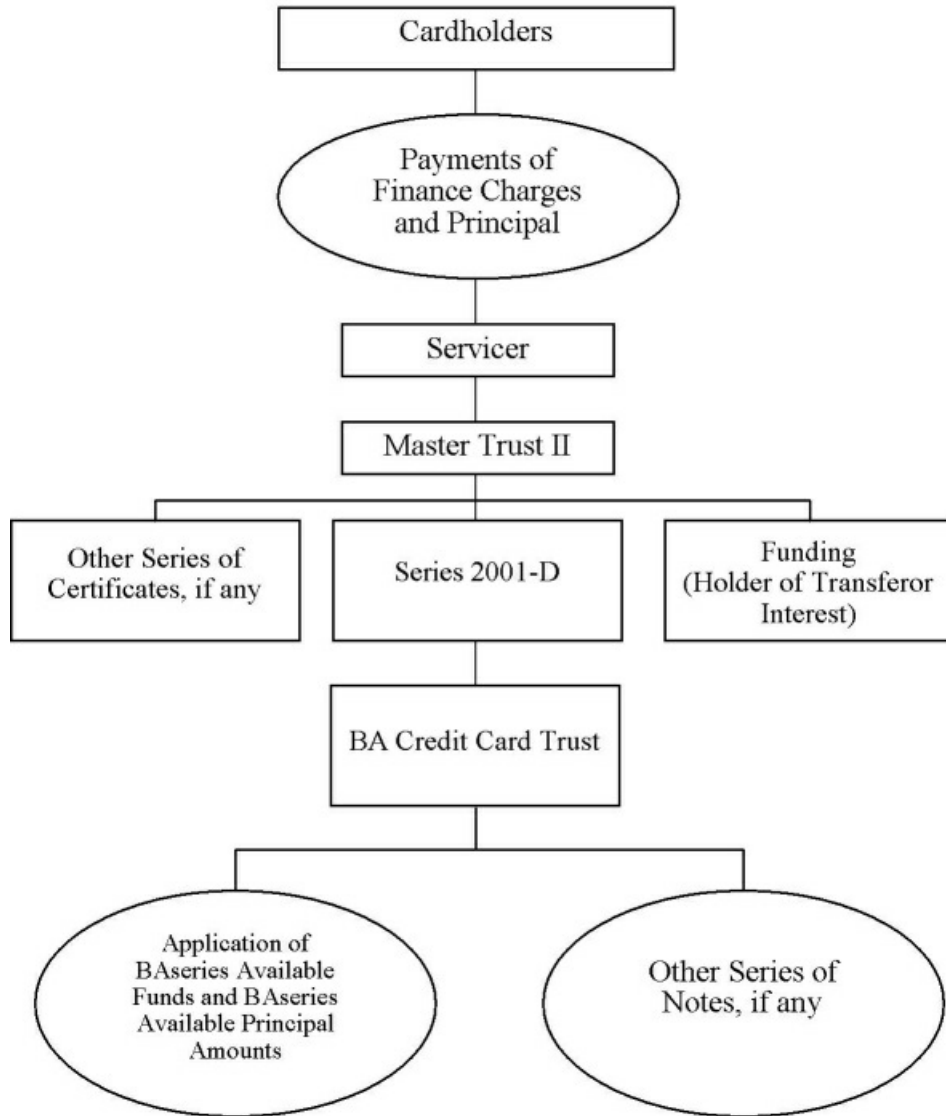 Cardholders
Payments of
Finance Charges
and Principal
Servicer
Master Trust II
Other Series of
Certificates, if any
Series 2001-D
Funding
(Holder of Transferor
Interest)
BA Credit Card Trust
Application of
BAseries Available
Funds and BAseries
Available Principal
Amounts
Other Series of
Notes, if any